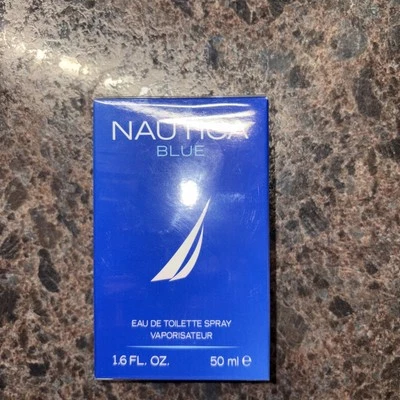 NAUTICA
BLUE
EAU DE TOILETTE SPRAY
VAPORISATEUR
1.6 FL. OZ. 50 ml ℮